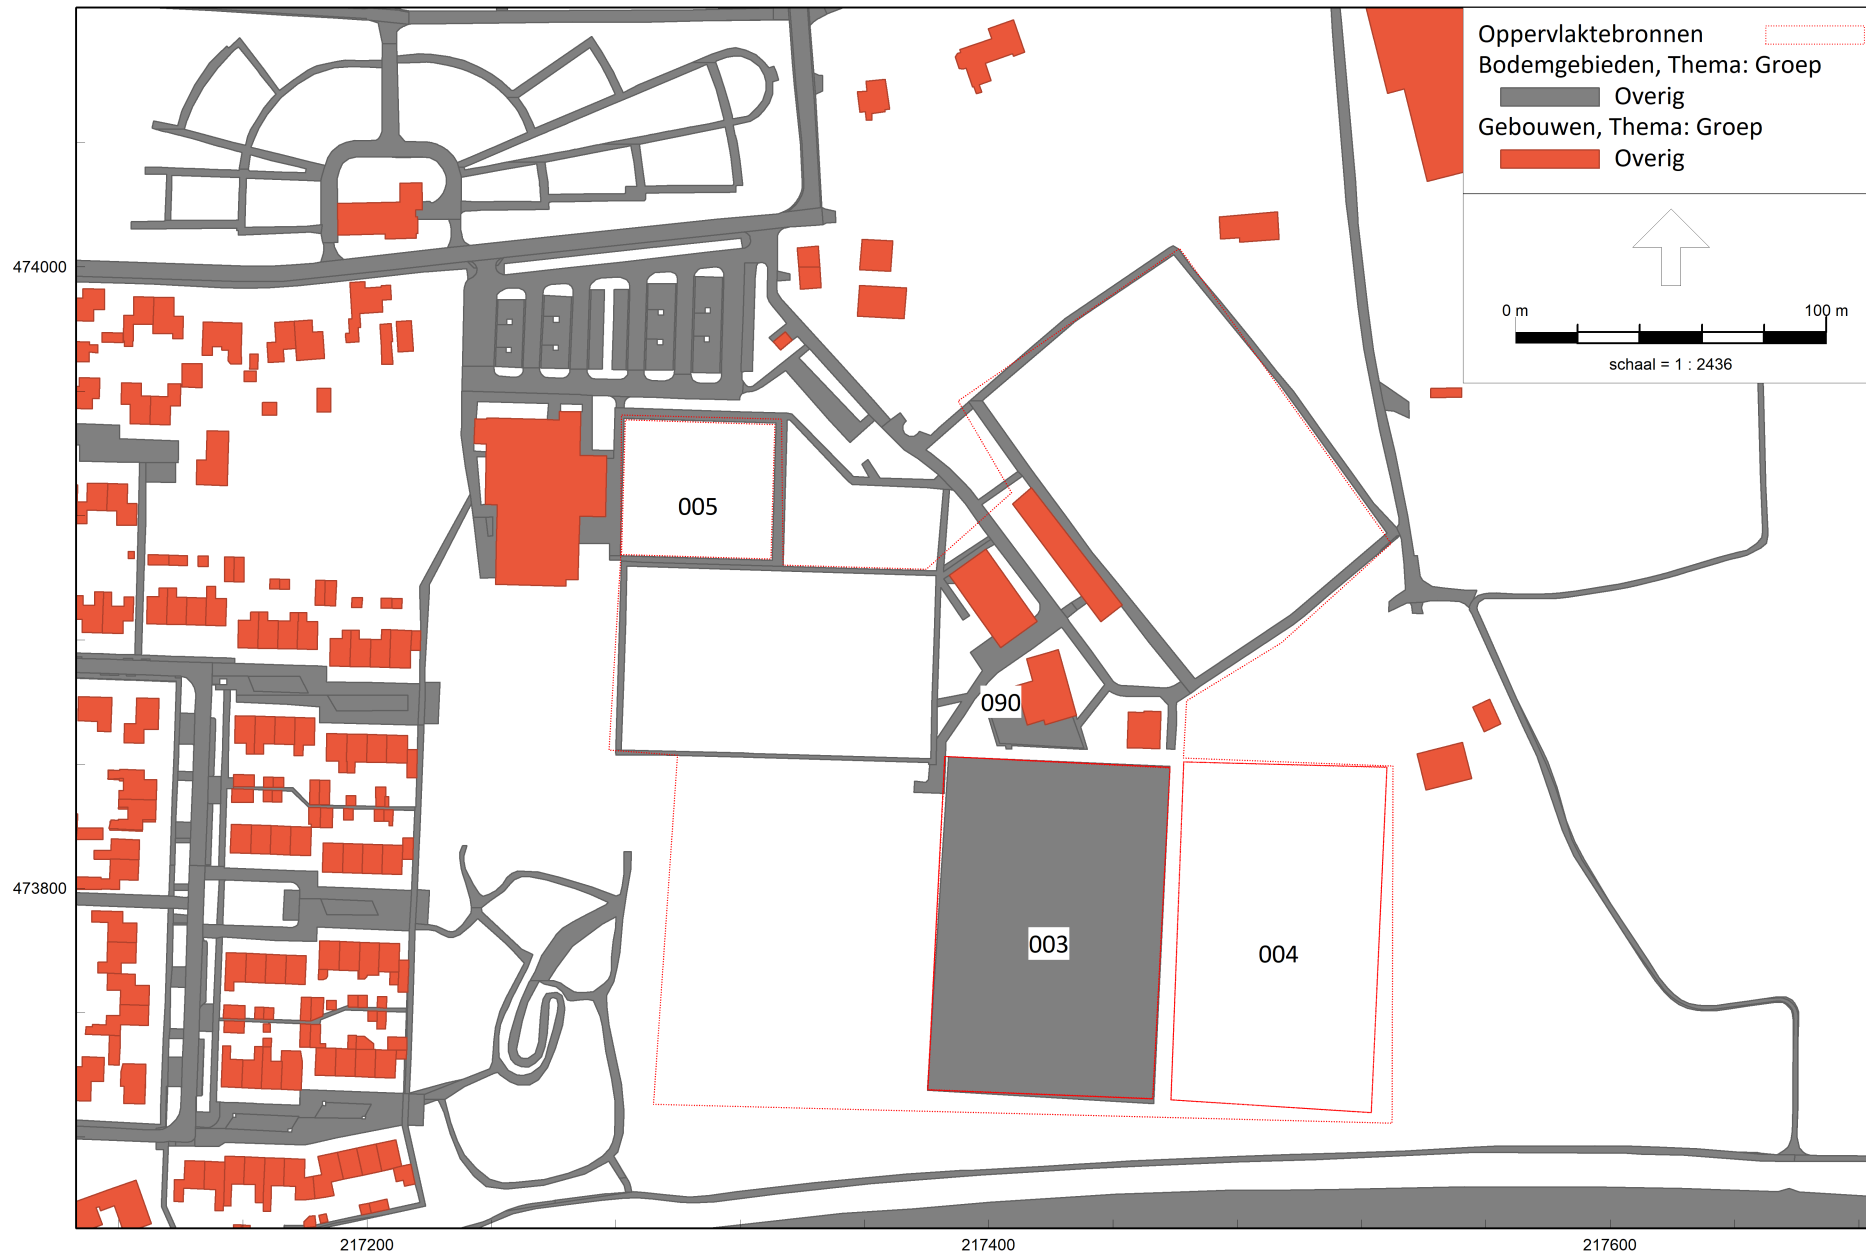 Oppervlaktebronnen
Bodemgebieden, Thema: Groep
Overig
Gebouwen, Thema: Groep
Overig
0 m 100 m
schaal = 1 : 2436
474000
005
090
473800
003
004
217200 217400 217600